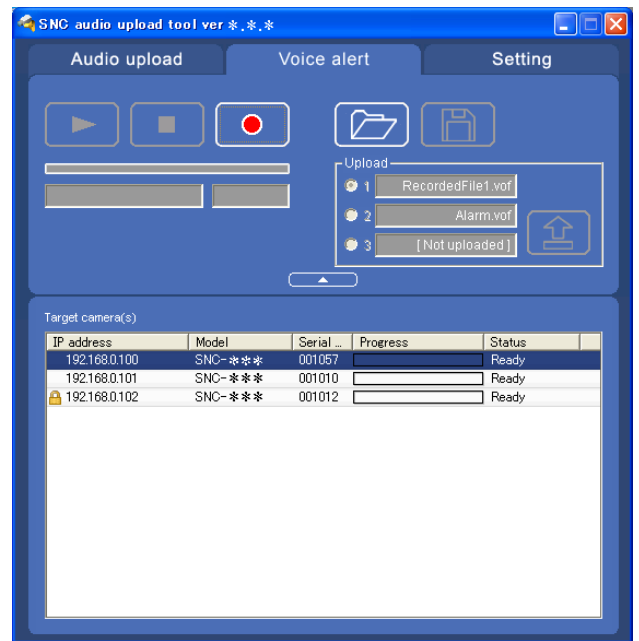 SNC audio upload tool ver *.*.*
Audio upload Voice alert Setting
Upload
1 RecordedFile1.vof
2 Alarm.vof
3 [ Not uploaded ]
Target camera(s)
IP address Model Serial ... Progress Status
192.168.0.100 SNC-*** 001057 Ready
192.168.0.101 SNC-*** 001010 Ready
192.168.0.102 SNC-*** 001012 Ready